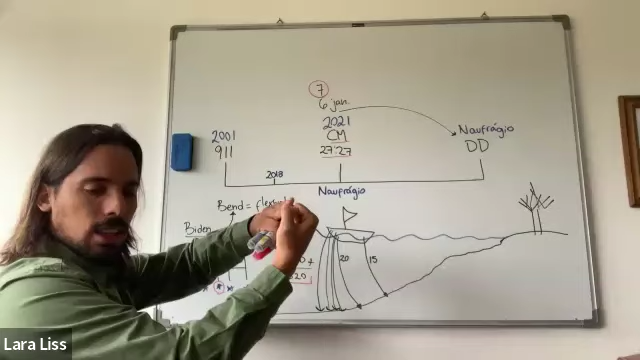 7
6 jan
2001
911
2021
CM
27 27
Naufrágio
DD
2018
Naufrágio
Bend =
Biden
20
15
20
Lara Liss